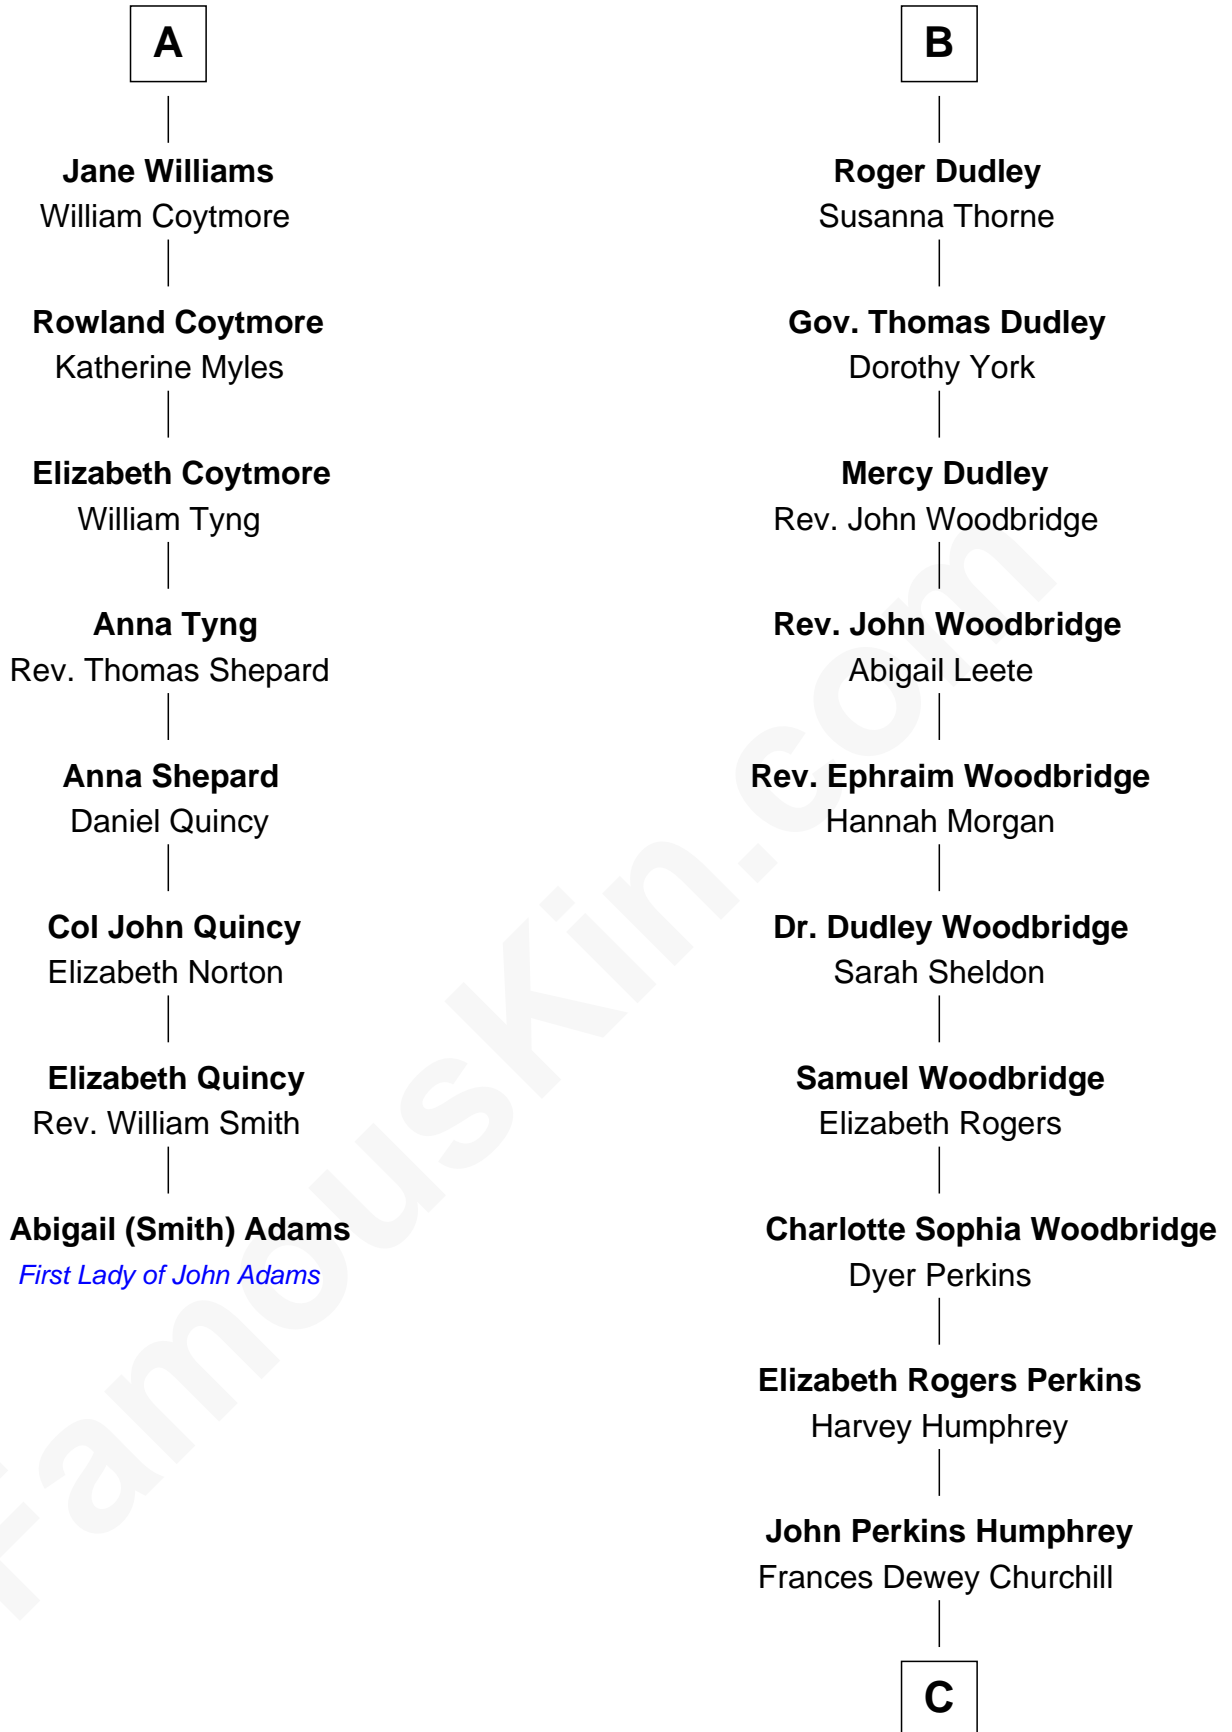 A
Jane Williams
William Coytmore
Rowland Coytmore
Katherine Myles
Elizabeth Coytmore
William Tyng
Anna Tyng
Rev. Thomas Shepard
Anna Shepard
Daniel Quincy
Col John Quincy
Elizabeth Norton
Elizabeth Quincy
Rev. William Smith
Abigail (Smith) Adams
First Lady of John Adams
B
Roger Dudley
Susanna Thorne
Gov. Thomas Dudley
Dorothy York
Mercy Dudley
Rev. John Woodbridge
Rev. John Woodbridge
Abigail Leete
Rev. Ephraim Woodbridge
Hannah Morgan
Dr. Dudley Woodbridge
Sarah Sheldon
Samuel Woodbridge
Elizabeth Rogers
Charlotte Sophia Woodbridge
Dyer Perkins
Elizabeth Rogers Perkins
Harvey Humphrey
John Perkins Humphrey
Frances Dewey Churchill
C
FamousKin.com